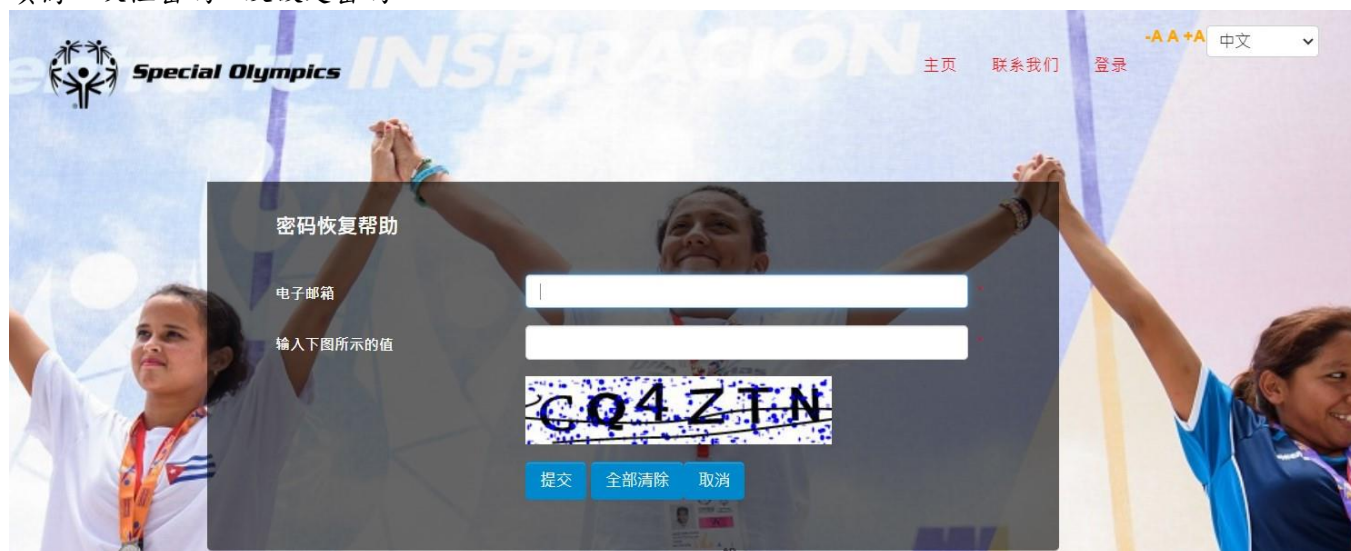 Special Olympics
INSPIRACIÓN
主页 联系我们 登录
-A A +A 中文
密码恢复帮助
电子邮箱 *
输入下图所示的值 *
CQ4ZTN
提交 全部清除 取消